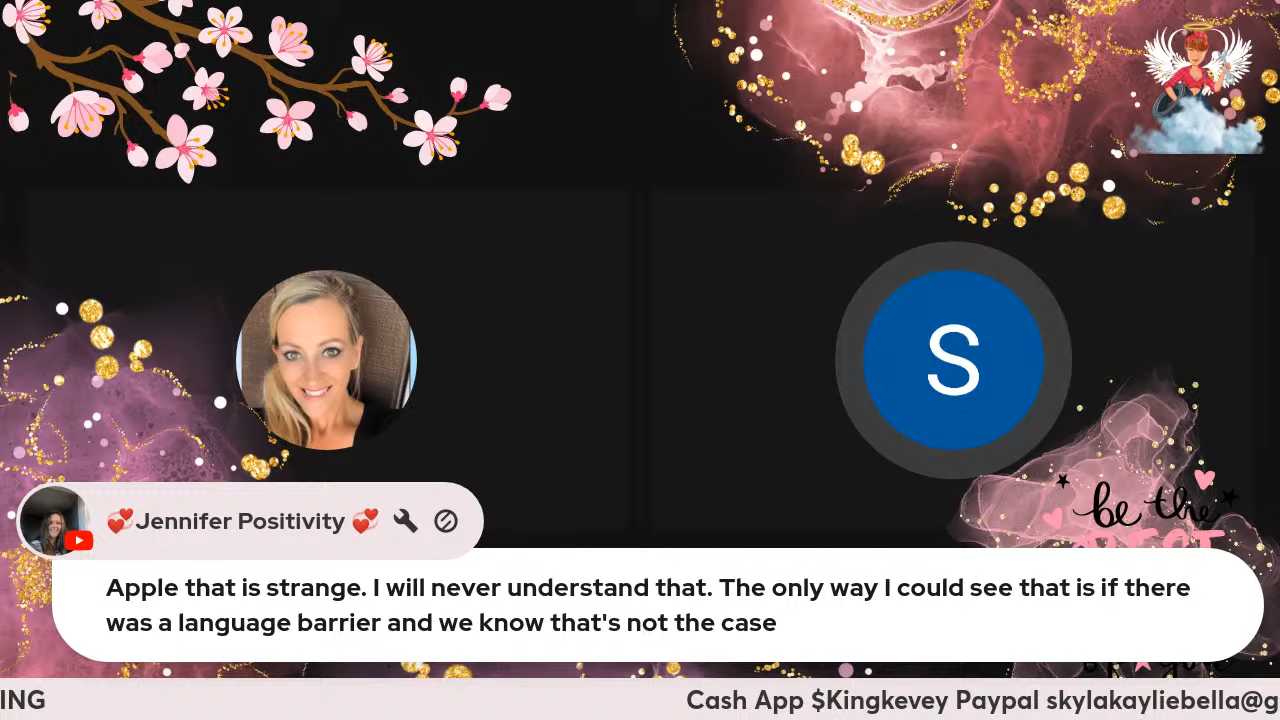 S
be the
💞Jennifer Positivity 💞
Apple that is strange. I will never understand that. The only way I could see that is if there
was a language barrier and we know that's not the case
ING
Cash App $Kingkevey Paypal skylakayliebella@g